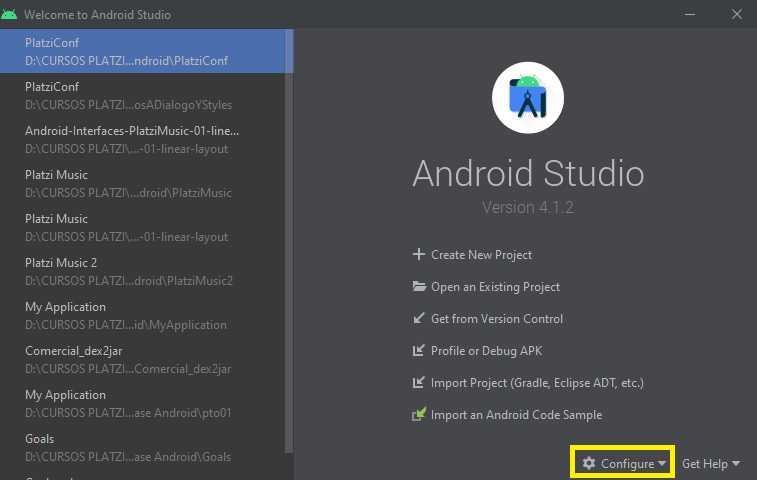 Welcome to Android Studio
PlatziConf
D:\CURSOS PLATZI...ndroid\PlatziConf
PlatziConf
D:\CURSOS PLATZI...osADialogoYStyles
Android-Interfaces-PlatziMusic-01-line...
D:\CURSOS PLATZI\...-01-linear-layout
Platzi Music
D:\CURSOS PLATZI...droid\PlatziMusic
Platzi Music
D:\CURSOS PLATZI\...-01-linear-layout
Platzi Music 2
D:\CURSOS PLATZI...droid\PlatziMusic2
My Application
D:\CURSOS PLATZI...id\MyApplication
Comercial_dex2jar
D:\CURSOS PLATZI...Comercial_dex2jar
My Application
D:\CURSOS PLATZI...ase Android\pto01
Goals
D:\CURSOS PLATZI...ase Android\Goals
Android Studio
Version 4.1.2
Create New Project
Open an Existing Project
Get from Version Control
Profile or Debug APK
Import Project (Gradle, Eclipse ADT, etc.)
Import an Android Code Sample
Configure
Get Help